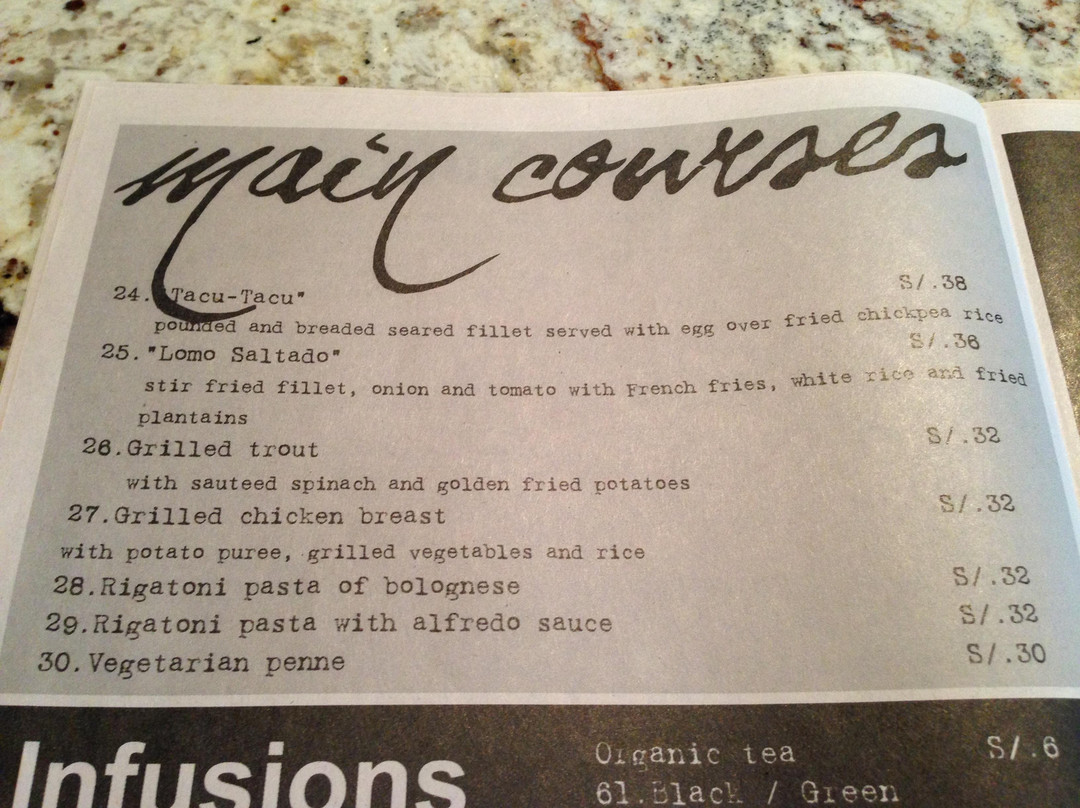 main courses
24. "Tacu-Tacu" S/.38
pounded and breaded seared fillet served with egg over fried chickpea rice
25."Lomo Saltado" S/.36
stir fried fillet, onion and tomato with French fries, white rice and fried
plantains
26.Grilled trout S/.32
with sauteed spinach and golden fried potatoes
27.Grilled chicken breast S/.32
with potato puree, grilled vegetables and rice
28.Rigatoni pasta of bolognese S/.32
29.Rigatoni pasta with alfredo sauce S/.32
30.Vegetarian penne S/.30
Infusions
Organic tea S/.6
61.Black / Green